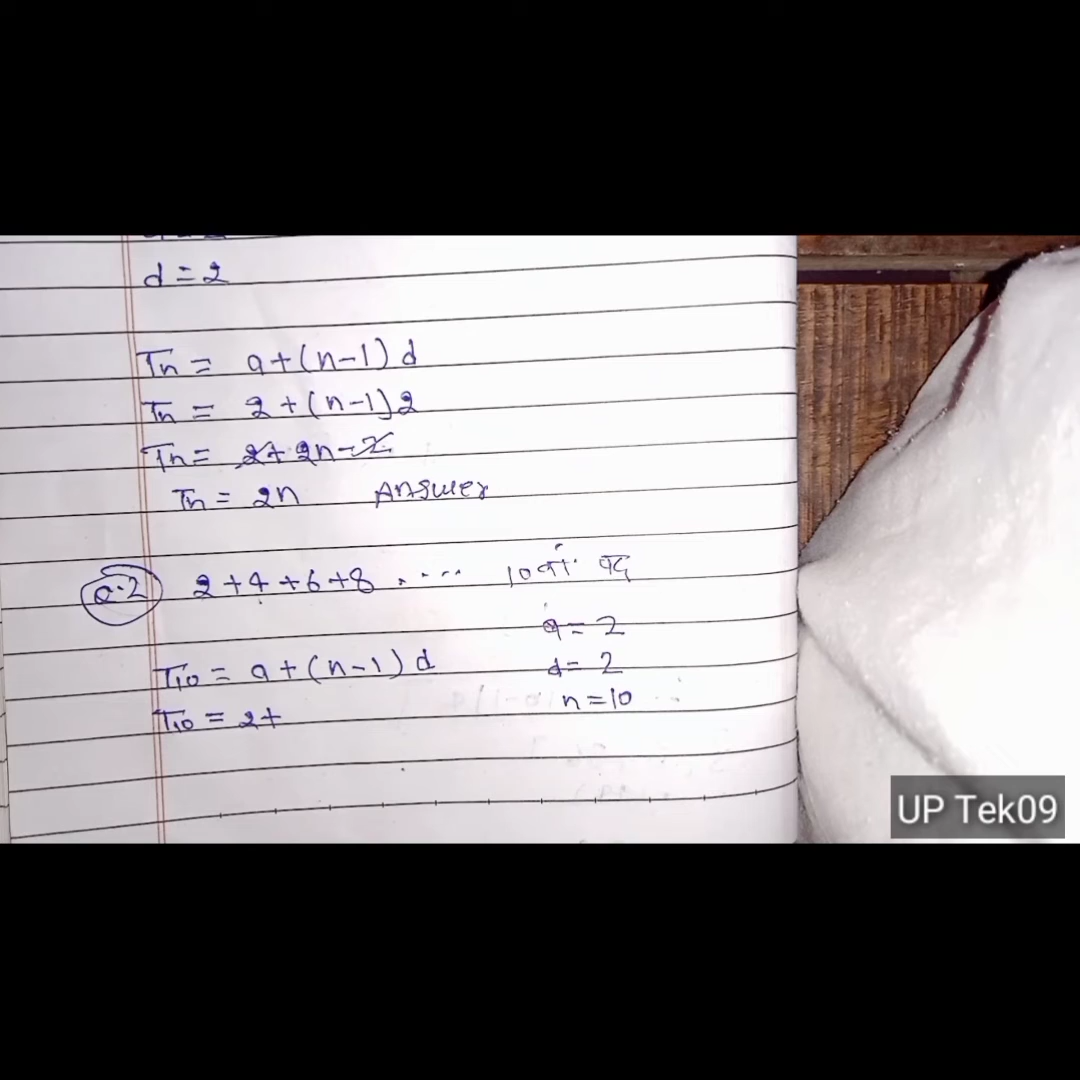 d = 2
Tn = a+(n-1) d
Tn = 2+(n-1)2
Tn = 2+2n-2
Tn = 2n Answer
Q.2 2+4+6+8 ..... 10वां पद
a = 2
T10 = a+(n-1) d
d = 2
n = 10
T10 = 2+
UP Tek09